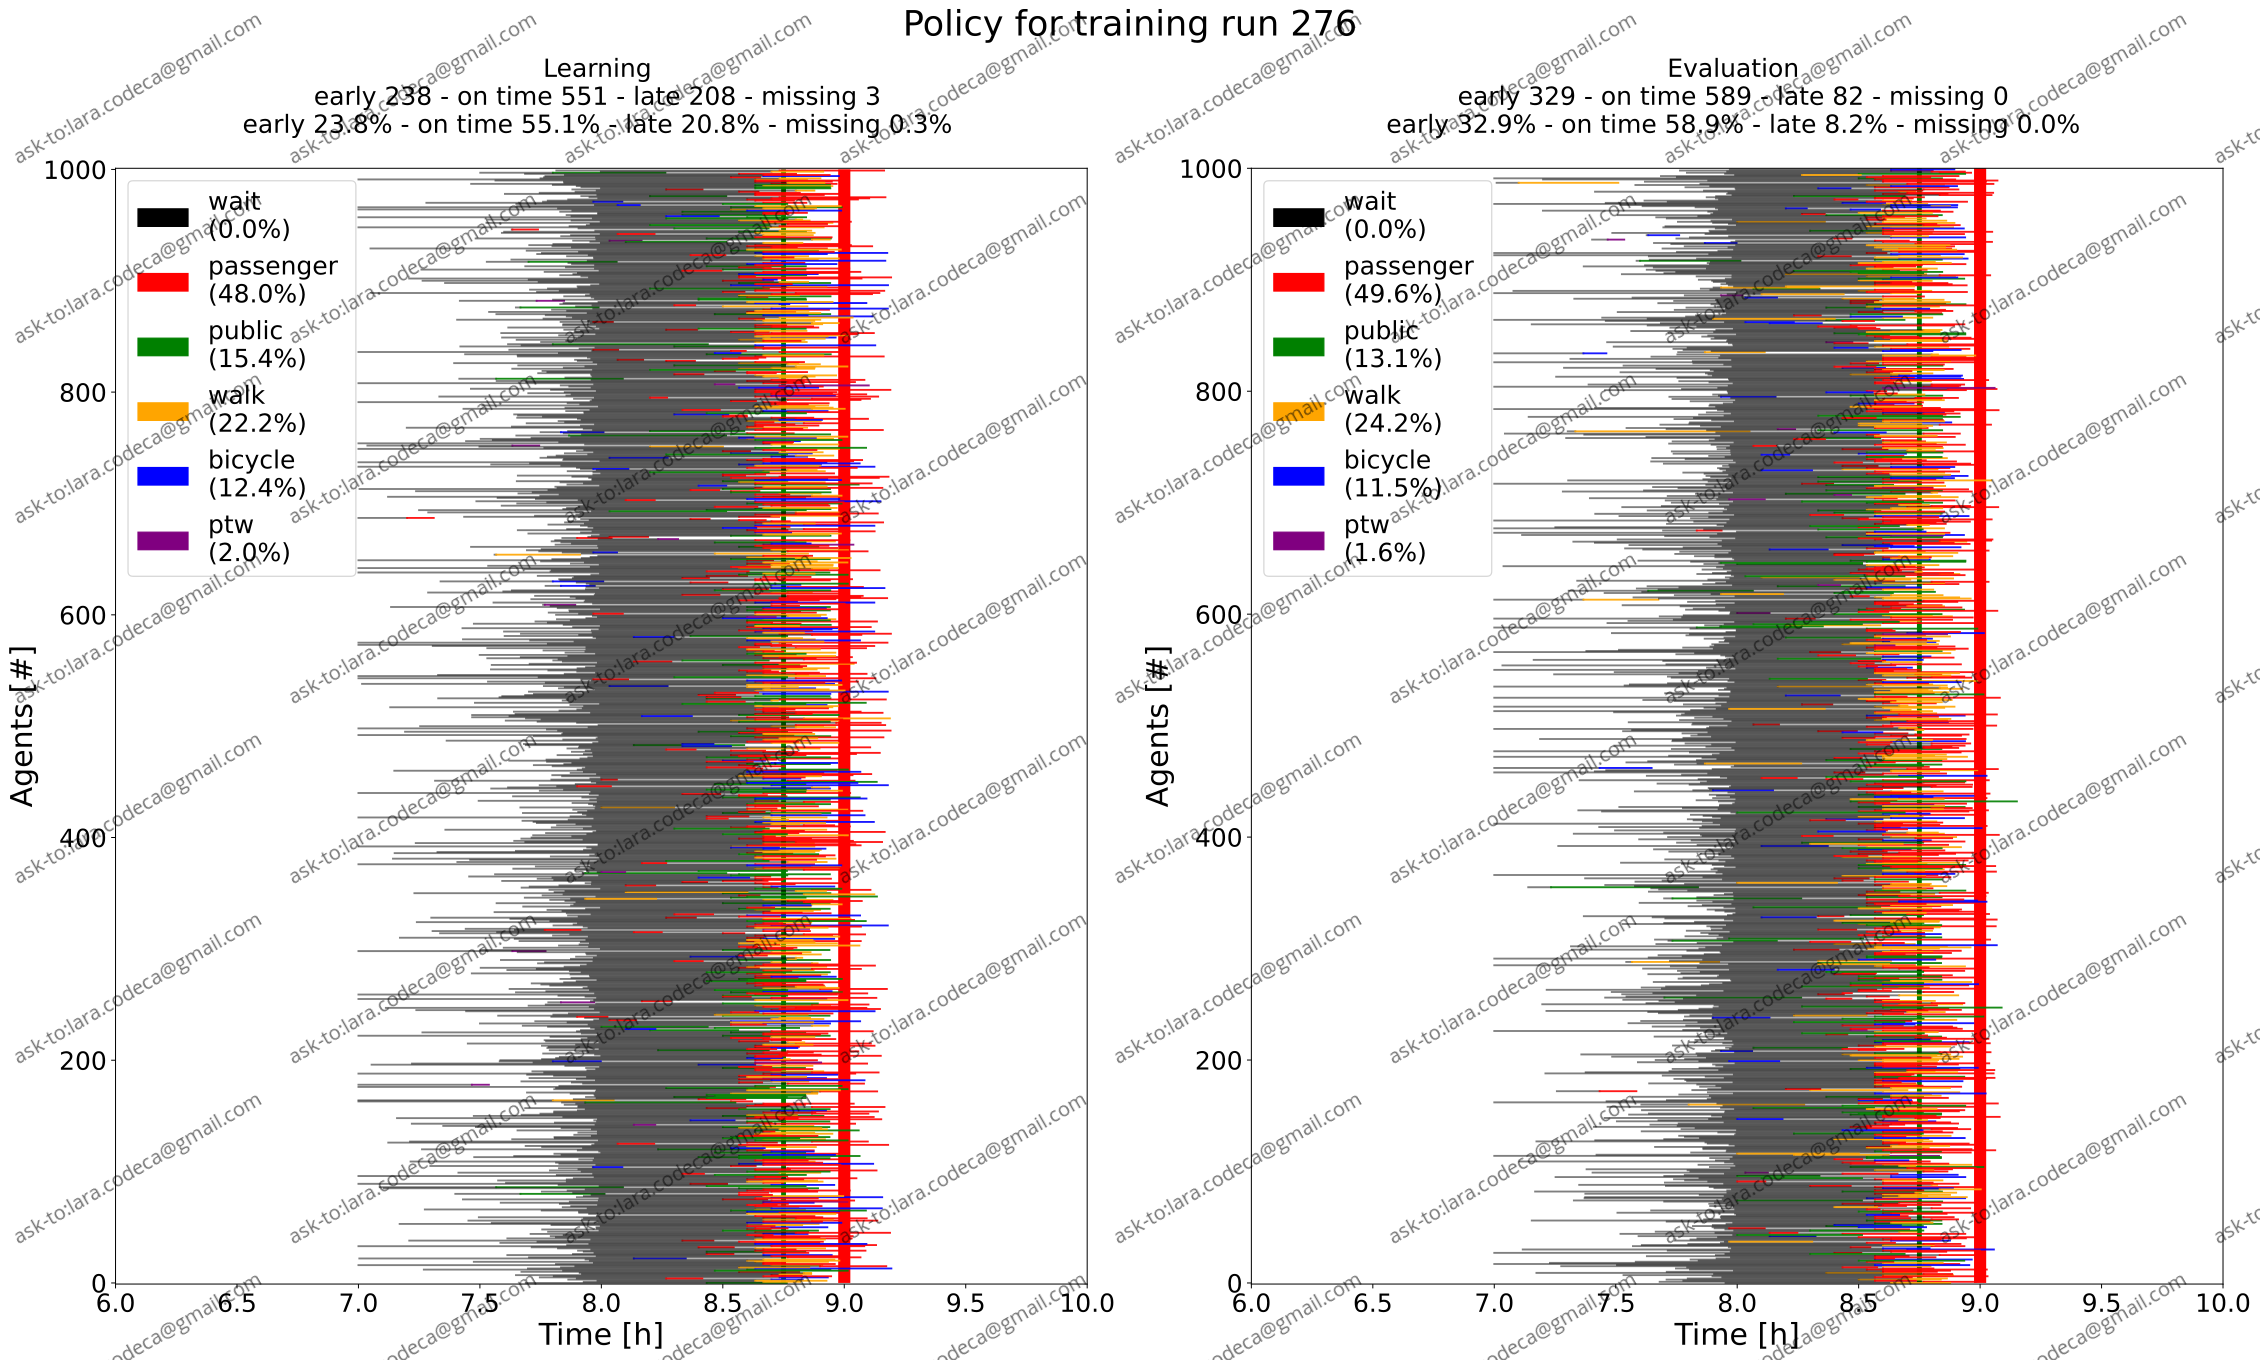 Policy for training run 276
Learning
early 238 - on time 551 - late 208 - missing 3
early 23.8% - on time 55.1% - late 20.8% - missing 0.3%
1000
800
600
400
200
0
Agents [#]
wait
(0.0%)
passenger
(48.0%)
public
(15.4%)
walk
(22.2%)
bicycle
(12.4%)
ptw
(2.0%)
6.0 6.5 7.0 7.5 8.0 8.5 9.0 9.5 10.0
Time [h]
Evaluation
early 329 - on time 589 - late 82 - missing 0
early 32.9% - on time 58.9% - late 8.2% - missing 0.0%
1000
800
600
400
200
0
Agents [#]
wait
(0.0%)
passenger
(49.6%)
public
(13.1%)
walk
(24.2%)
bicycle
(11.5%)
ptw
(1.6%)
6.0 6.5 7.0 7.5 8.0 8.5 9.0 9.5 10.0
Time [h]
ask-to:lara.codeca@gmail.com